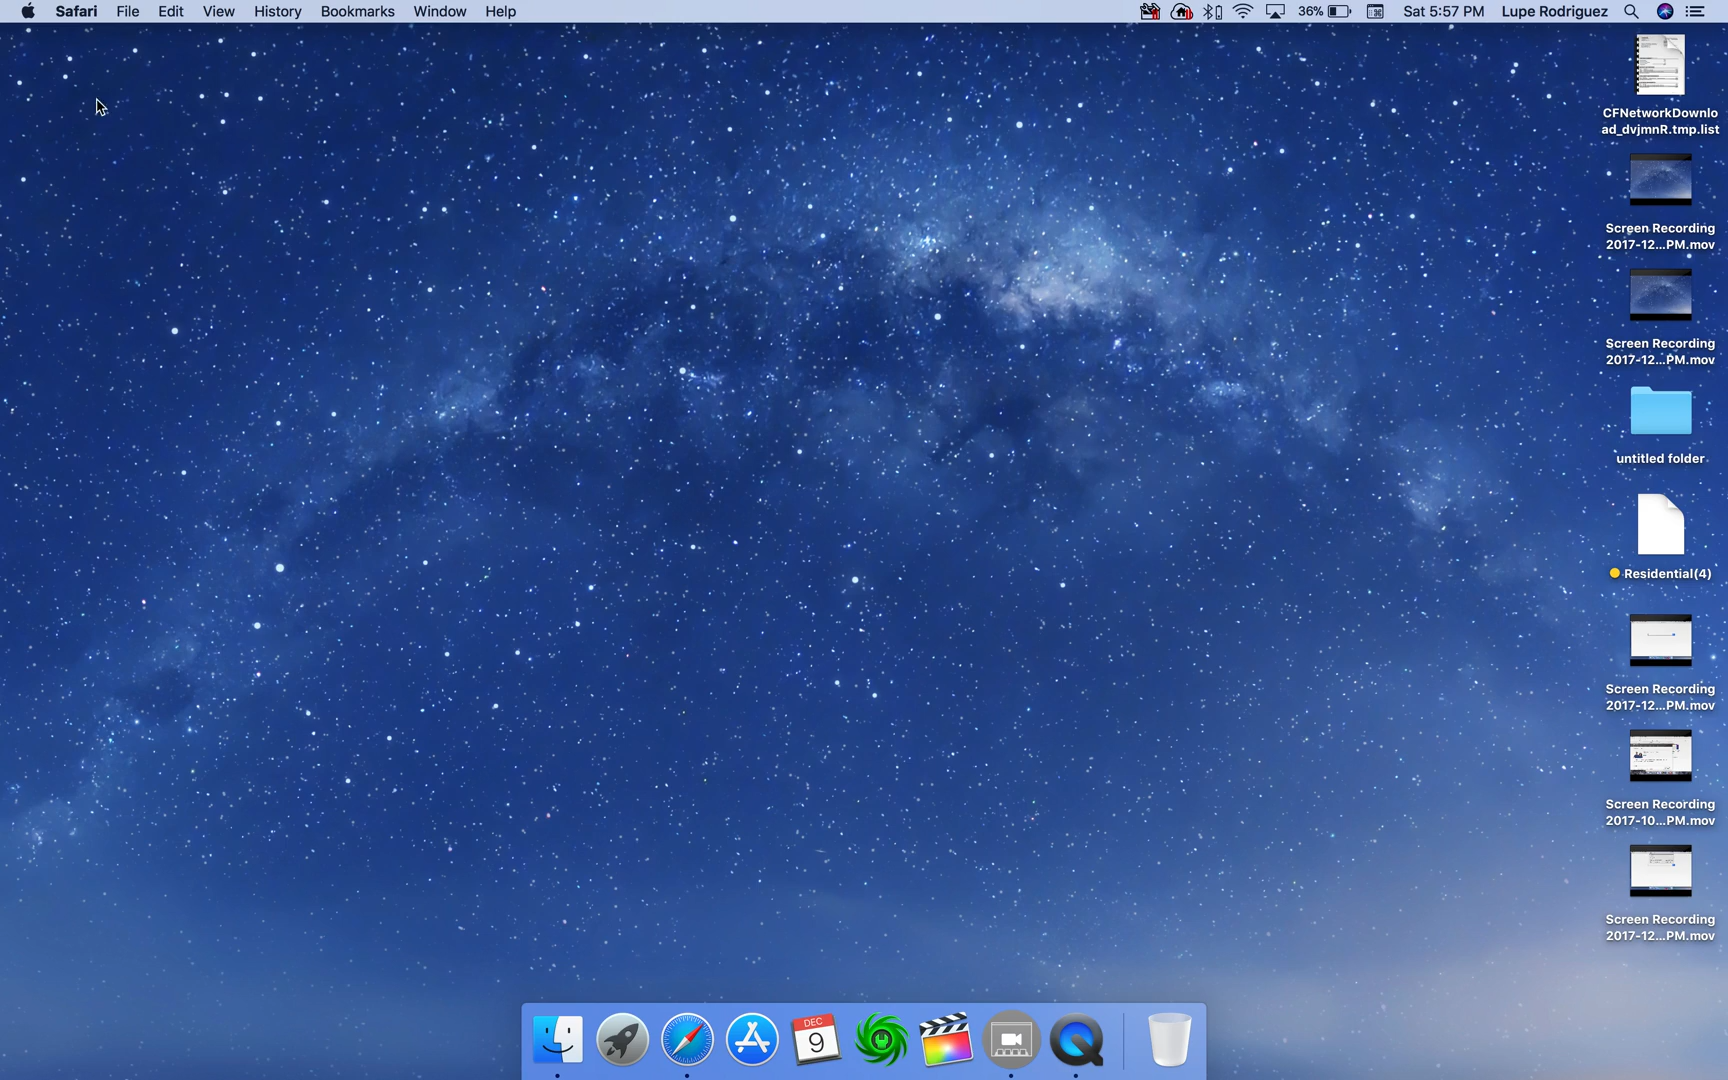 Safari File Edit View History Bookmarks Window Help 36% Sat 5:57 PM Lupe Rodriguez
CFNetworkDownlo
ad_dvjmnR.tmp.list
Screen Recording
2017-12...PM.mov
Screen Recording
2017-12...PM.mov
untitled folder
Residential(4)
Screen Recording
2017-12...PM.mov
Screen Recording
2017-10...PM.mov
Screen Recording
2017-12...PM.mov
DEC
9